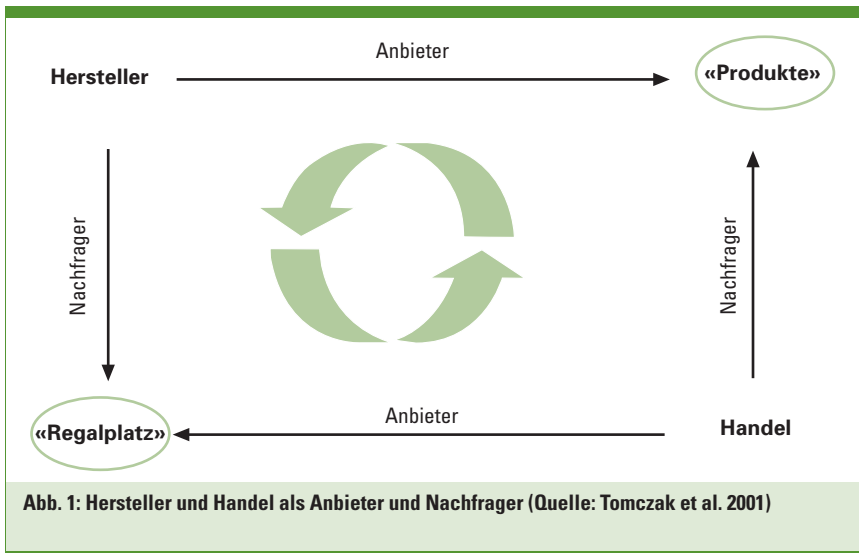 Anbieter
Hersteller
«Produkte»
Nachfrager
Nachfrager
«Regalplatz»
Anbieter
Handel
Abb. 1: Hersteller und Handel als Anbieter und Nachfrager (Quelle: Tomczak et al. 2001)